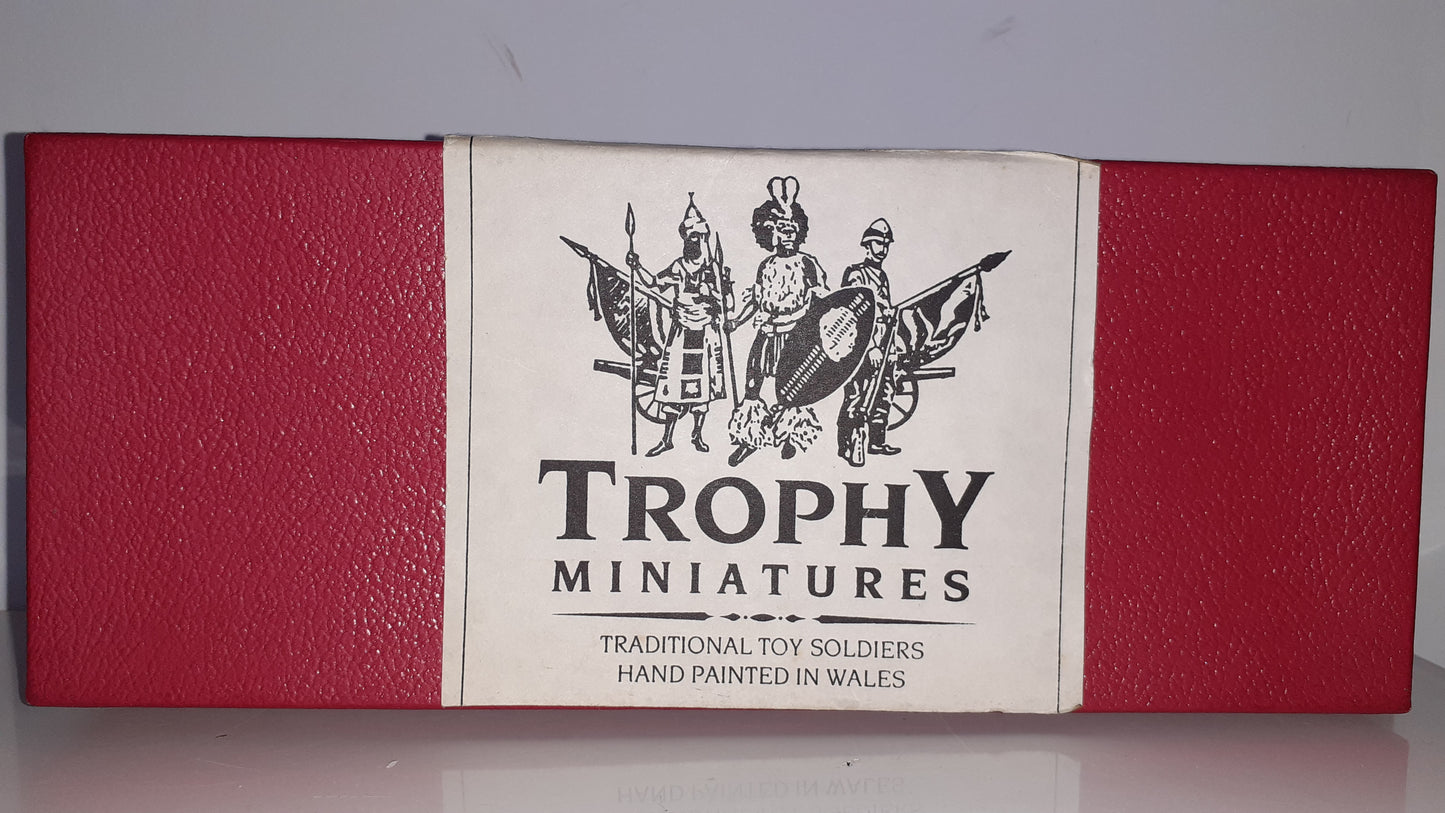 TROPHY
MINIATURES
TRADITIONAL TOY SOLDIERS
HAND PAINTED IN WALES